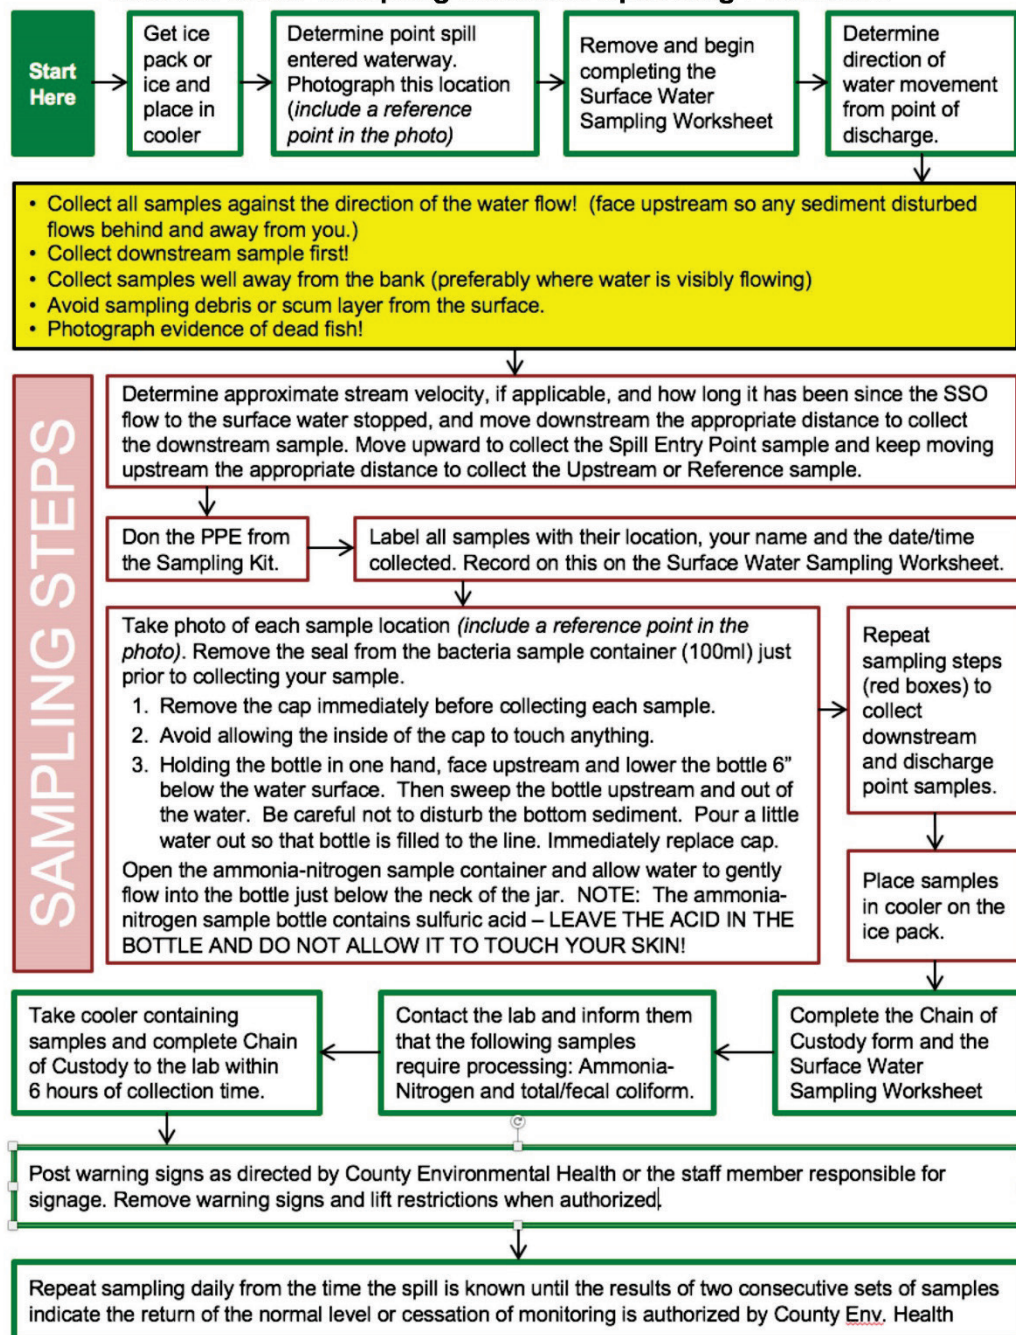 Start
Here
Get ice
pack or
ice and
place in
cooler
Determine point spill
entered waterway.
Photograph this location
(include a reference
point in the photo)
Remove and begin
completing the
Surface Water
Sampling Worksheet
Determine
direction of
water movement
from point of
discharge.
• Collect all samples against the direction of the water flow! (face upstream so any sediment disturbed
flows behind and away from you.)
• Collect downstream sample first!
• Collect samples well away from the bank (preferably where water is visibly flowing)
• Avoid sampling debris or scum layer from the surface.
• Photograph evidence of dead fish!
SAMPLING STEPS
Determine approximate stream velocity, if applicable, and how long it has been since the SSO
flow to the surface water stopped, and move downstream the appropriate distance to collect
the downstream sample. Move upward to collect the Spill Entry Point sample and keep moving
upstream the appropriate distance to collect the Upstream or Reference sample.
Don the PPE from
the Sampling Kit.
Label all samples with their location, your name and the date/time
collected. Record on this on the Surface Water Sampling Worksheet.
Take photo of each sample location (include a reference point in the
photo). Remove the seal from the bacteria sample container (100ml) just
prior to collecting your sample.
1. Remove the cap immediately before collecting each sample.
2. Avoid allowing the inside of the cap to touch anything.
3. Holding the bottle in one hand, face upstream and lower the bottle 6”
below the water surface. Then sweep the bottle upstream and out of
the water. Be careful not to disturb the bottom sediment. Pour a little
water out so that bottle is filled to the line. Immediately replace cap.
Open the ammonia-nitrogen sample container and allow water to gently
flow into the bottle just below the neck of the jar. NOTE: The ammonia-
nitrogen sample bottle contains sulfuric acid – LEAVE THE ACID IN THE
BOTTLE AND DO NOT ALLOW IT TO TOUCH YOUR SKIN!
Repeat
sampling steps
(red boxes) to
collect
downstream
and discharge
point samples.
Place samples
in cooler on the
ice pack.
Complete the Chain of
Custody form and the
Surface Water
Sampling Worksheet
Contact the lab and inform them
that the following samples
require processing: Ammonia-
Nitrogen and total/fecal coliform.
Take cooler containing
samples and complete Chain
of Custody to the lab within
6 hours of collection time.
Post warning signs as directed by County Environmental Health or the staff member responsible for
signage. Remove warning signs and lift restrictions when authorized.
Repeat sampling daily from the time the spill is known until the results of two consecutive sets of samples
indicate the return of the normal level or cessation of monitoring is authorized by County Env. Health